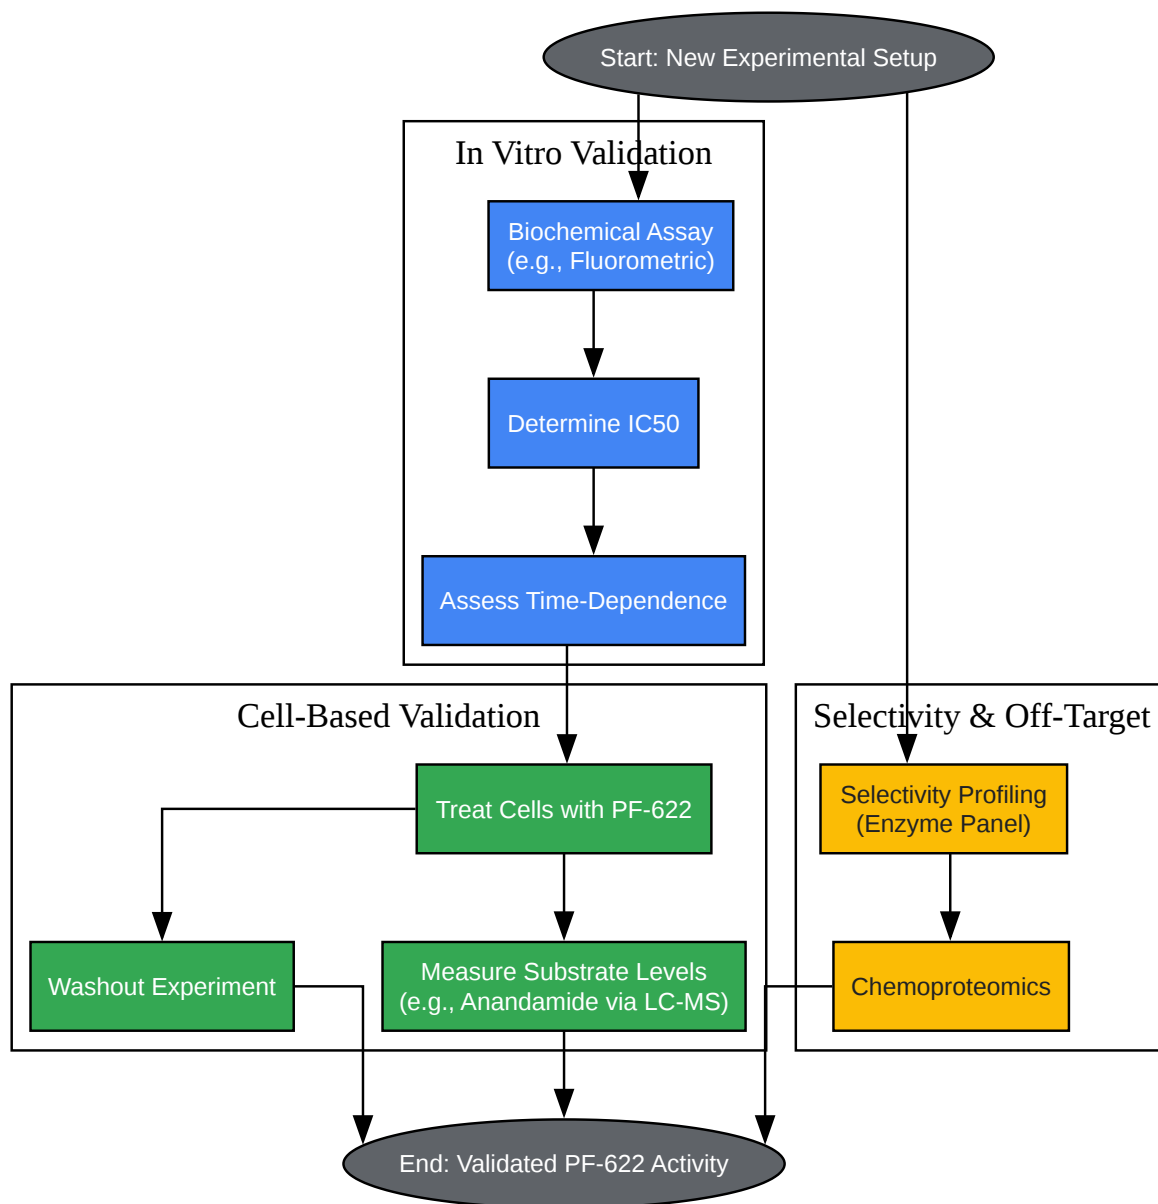 Start: New Experimental Setup
In Vitro Validation
Biochemical Assay
(e.g., Fluorometric)
Determine IC50
Assess Time-Dependence
Cell-Based Validation
Selectivity & Off-Target
Treat Cells with PF-622
Selectivity Profiling
(Enzyme Panel)
Washout Experiment
Measure Substrate Levels
(e.g., Anandamide via LC-MS)
Chemoproteomics
End: Validated PF-622 Activity